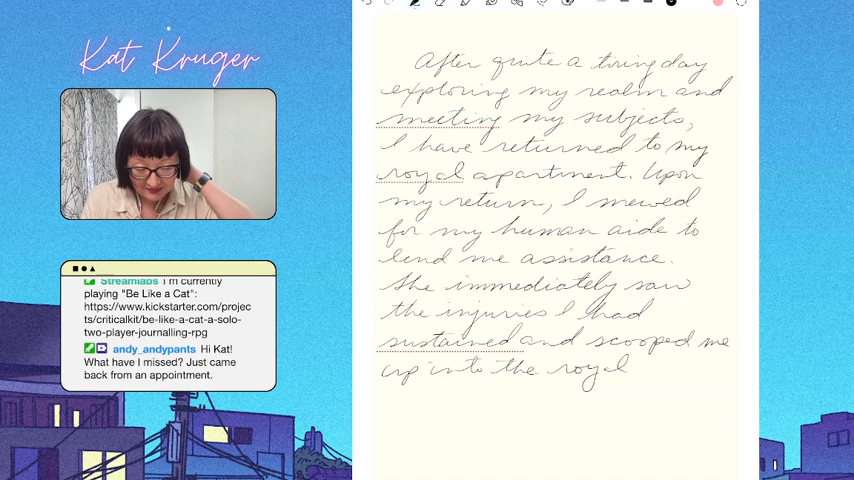 Kat Kruger
Streamlabs I'm currently
playing "Be Like a Cat":
https://www.kickstarter.com/projec
ts/criticalkit/be-like-a-cat-a-solo-
two-player-journalling-rpg
andy_andypants Hi Kat!
What have I missed? Just came
back from an appointment.
After quite a tiring day
exploring my realm and
meeting my subjects,
I have returned to my
royal apartment. Upon
my return, I mewed
for my human aide to
lend me assistance.
She immediately saw
the injuries I had
sustained and scooped me
up into the royal